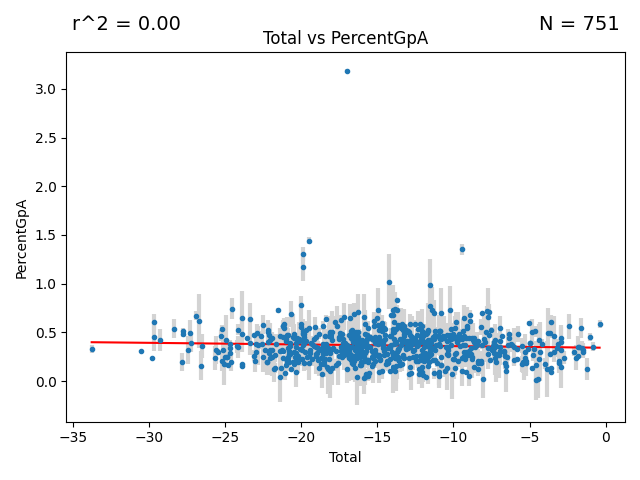 r^2 = 0.00
N = 751
Total vs PercentGpA
3.0
2.5
2.0
1.5
1.0
0.5
0.0
PercentGpA
−35 −30 −25 −20 −15 −10 −5 0
Total